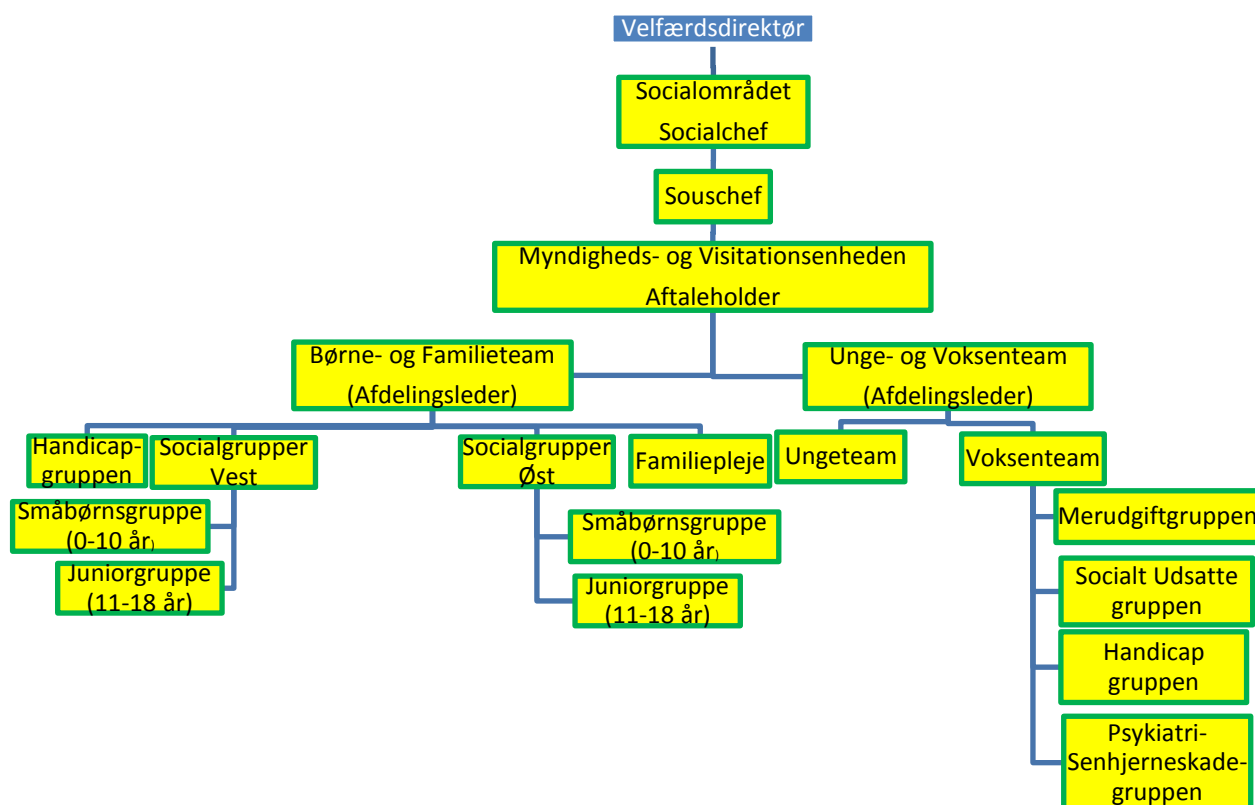 Velfærdsdirektør
Socialområdet
Socialchef
Souschef
Myndigheds- og Visitationsenheden
Aftaleholder
Børne- og Familieteam
(Afdelingsleder)
Unge- og Voksenteam
(Afdelingsleder)
Handicap-
gruppen
Socialgrupper
Vest
Socialgrupper
Øst
Familiepleje
Ungeteam
Voksenteam
Småbørnsgruppe
(0-10 år)
Juniorgruppe
(11-18 år)
Småbørnsgruppe
(0-10 år)
Juniorgruppe
(11-18 år)
Merudgiftgruppen
Socialt Udsatte
gruppen
Handicap
gruppen
Psykiatri-
Senhjerneskade-
gruppen